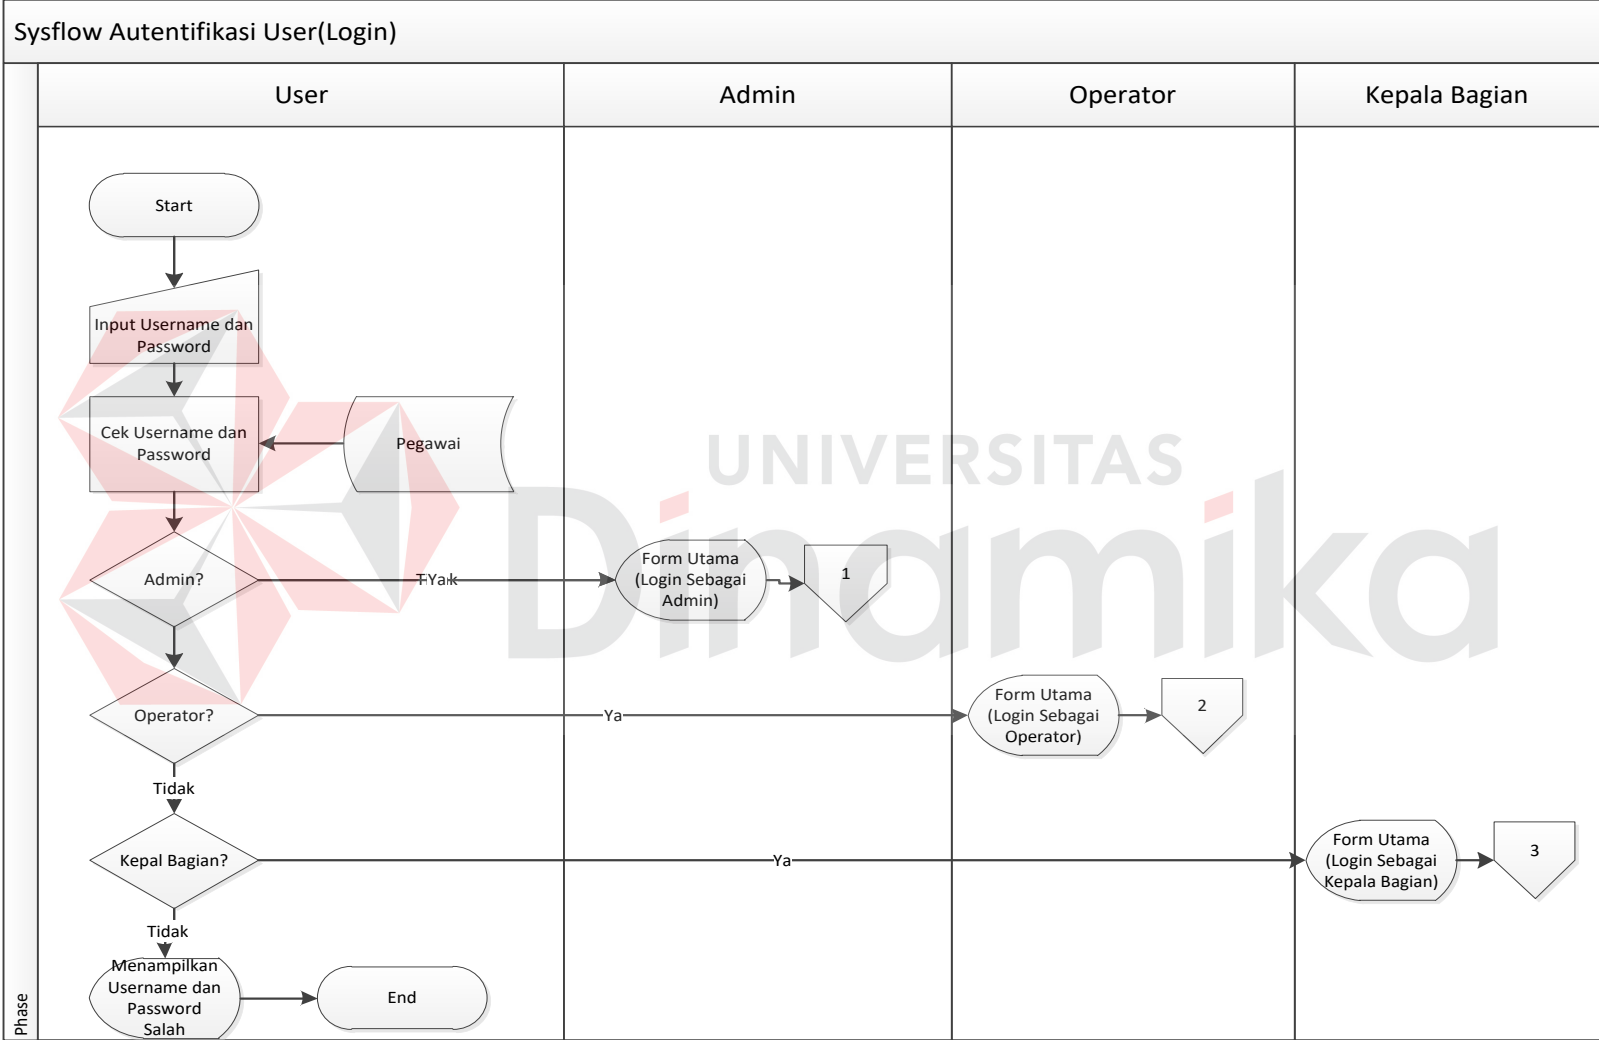 Sysflow Autentifikasi User(Login)
User
Admin
Operator
Kepala Bagian
Phase
Start
Input Username dan
Password
Cek Username dan
Password
Pegawai
UNIVERSITAS
Dinamika
Admin?
Form Utama
(Login Sebagai
Admin)
1
Operator?
Ya
Form Utama
(Login Sebagai
Operator)
2
Tidak
Kepal Bagian?
Ya
Form Utama
(Login Sebagai
Kepala Bagian)
3
Tidak
Menampilkan
Username dan
Password
Salah
End